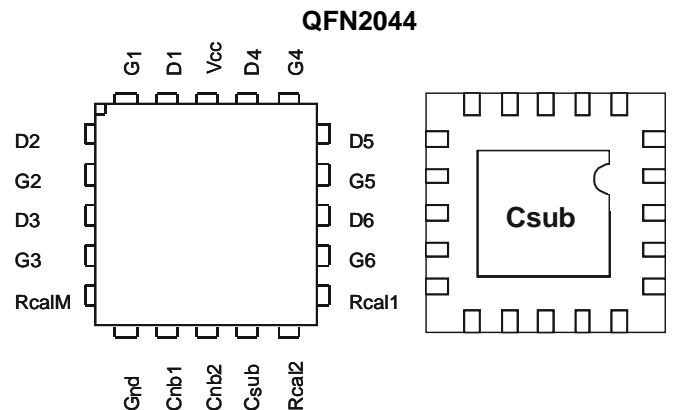 QFN2044
G1
D1
Vcc
D4
G4
D2
G2
D3
G3
RcalM
D5
G5
D6
G6
Rcal1
Gnd
Cnb1
Cnb2
Csub
Rcal2
Csub